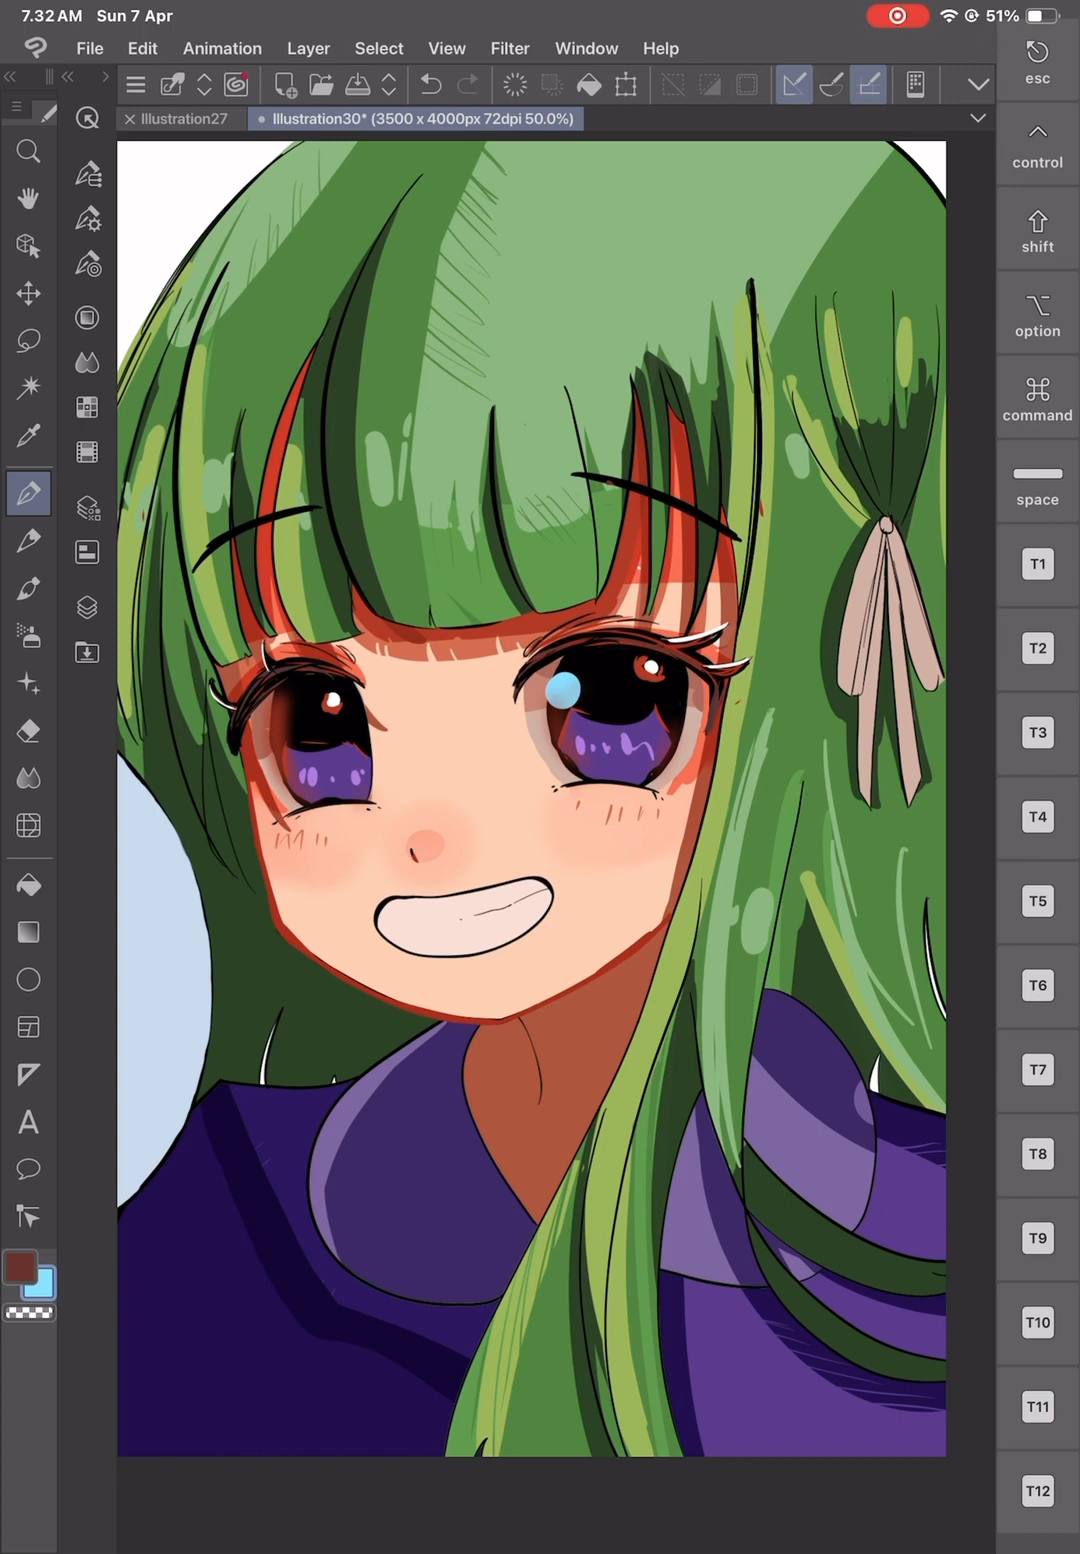 7.32 AM Sun 7 Apr 51%
File Edit Animation Layer Select View Filter Window Help
Illustration27 Illustration30* (3500 x 4000px 72dpi 50.0%)
esc
control
shift
option
command
space
T1
T2
T3
T4
T5
T6
T7
T8
T9
T10
T11
T12